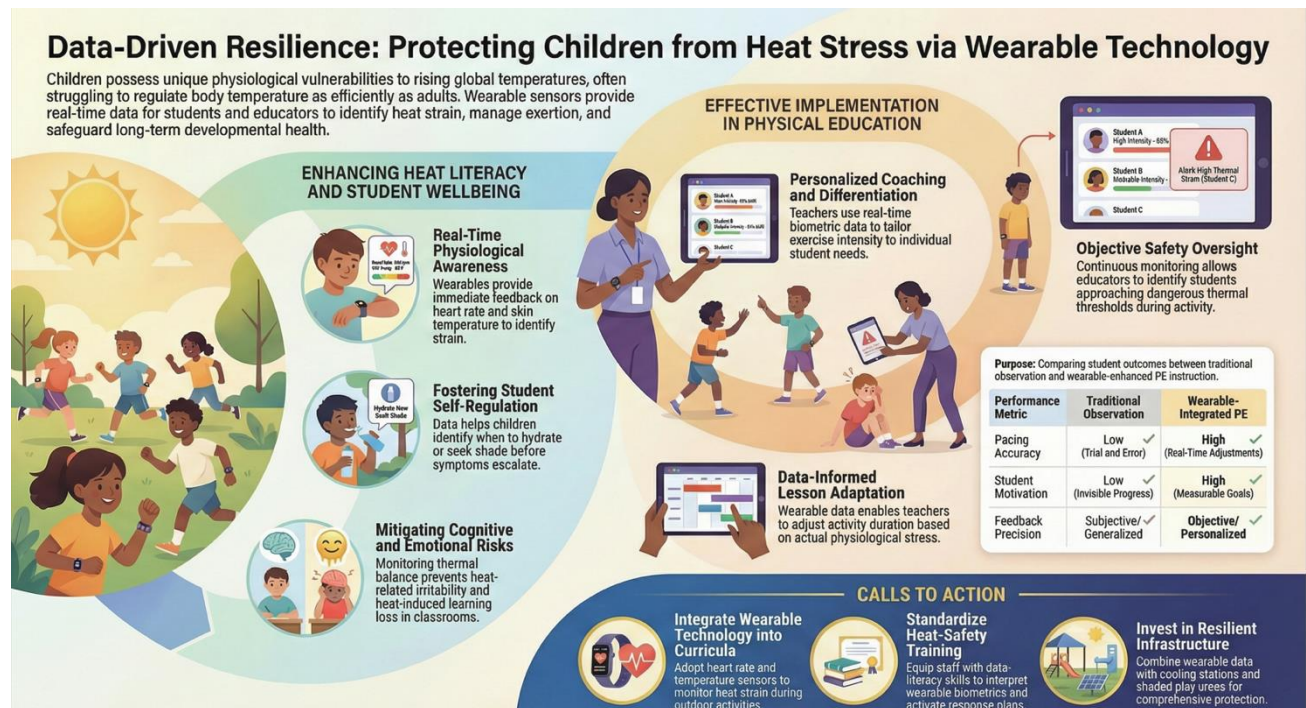 Data-Driven Resilience: Protecting Children from Heat Stress via Wearable Technology
Children possess unique physiological vulnerabilities to rising global temperatures, often
struggling to regulate body temperature as efficiently as adults. Wearable sensors provide
real-time data for students and educators to identify heat strain, manage exertion, and
safeguard long-term developmental health.
ENHANCING HEAT LITERACY
AND STUDENT WELLBEING
Real-Time
Physiological
Awareness
Wearables provide
immediate feedback on
heart rate and skin
temperature to identify
strain.
Fostering Student
Self-Regulation
Data helps children
identify when to hydrate
or seek shade before
symptoms escalate.
Hydrate New
Mitigating Cognitive
and Emotional Risks
Monitoring thermal
balance prevents heat-
related irritability and
heat-induced learning
loss in classrooms.
EFFECTIVE IMPLEMENTATION
IN PHYSICAL EDUCATION
Student A
Student B
Student C
Personalized Coaching
and Differentiation
Teachers use real-time
biometric data to tailor
exercise intensity to individual
student needs.
Data-Informed
Lesson Adaptation
Wearable data enables teachers
to adjust activity duration based
on actual physiological stress.
Student A
High Intensity - 65%
Student B
Intensity -
Student C
Alerk High Thermal
Stram (Student C)
Objective Safety Oversight
Continuous monitoring allows
educators to identify students
approaching dangerous thermal
thresholds during activity.
Purpose: Comparing student outcomes between traditional
observation and wearable-enhanced PE instruction.
Performance Metric Traditional Observation Wearable-Integrated PE
Pacing Accuracy Low ✓ (Trial and Error) High ✓ (Real-Time Adjustments)
Student Motivation Low ✓ (Invisible Progress) High ✓ (Measurable Goals)
Feedback Precision Subjective/ ✓ Generalized Objective/ ✓ Personalized
CALLS TO ACTION
Integrate Wearable
Technology into
Curricula
Adopt heart rate and
temperature sensors to
monitor heat strain during
outdoor activities
Standardize
Heat-Safety
Training
Equip staff with data-
literacy skills to interpret
wearable biometrics and
activate response plans
Invest in Resilient
Infrastructure
Combine wearable data
with cooling stations and
shaded play urees for
comprehensive protection.